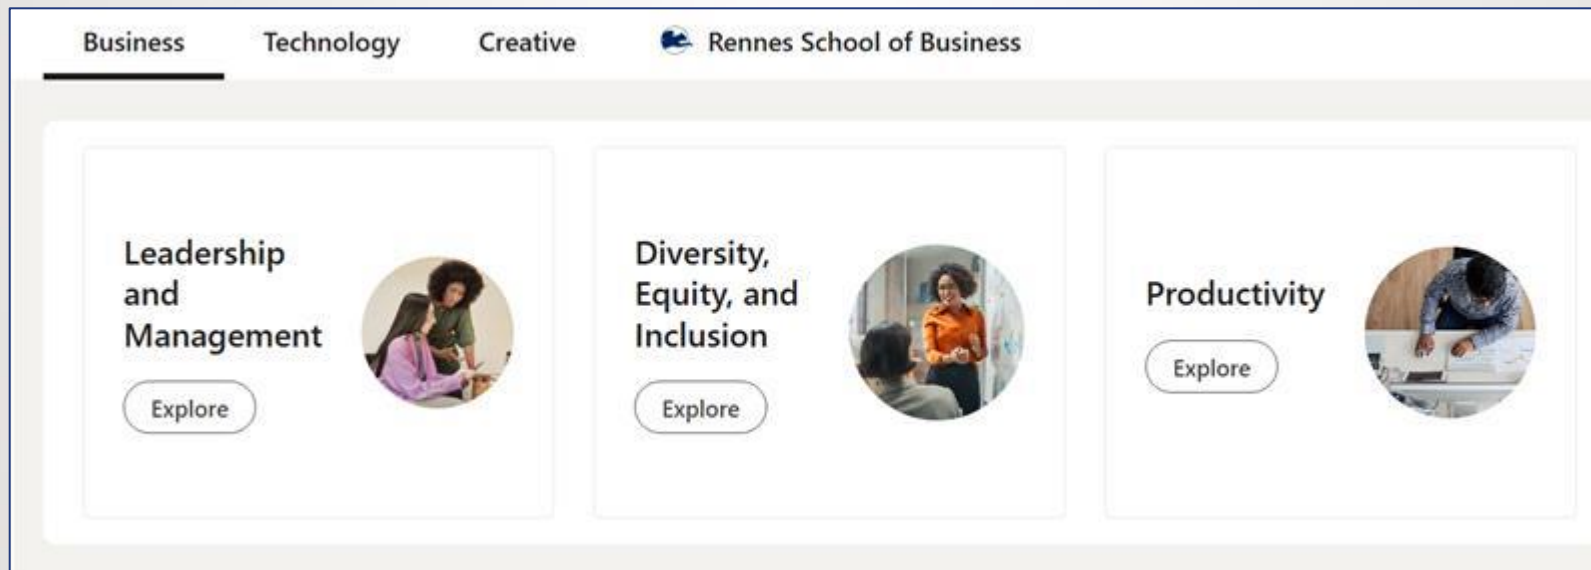 Business
Technology
Creative
Rennes School of Business
Leadership
and
Management
Explore
Diversity,
Equity, and
Inclusion
Explore
Productivity
Explore